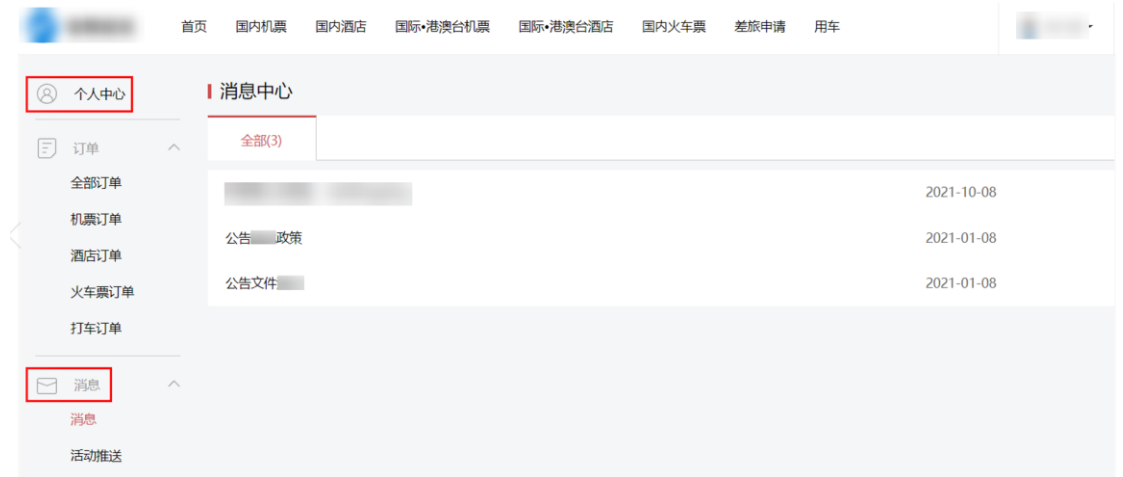 首页 国内机票 国内酒店 国际•港澳台机票 国际•港澳台酒店 国内火车票 差旅申请 用车
个人中心
订单
全部订单
机票订单
酒店订单
火车票订单
打车订单
消息
消息
活动推送
消息中心
全部(3)
2021-10-08
公告 政策 2021-01-08
公告文件 2021-01-08